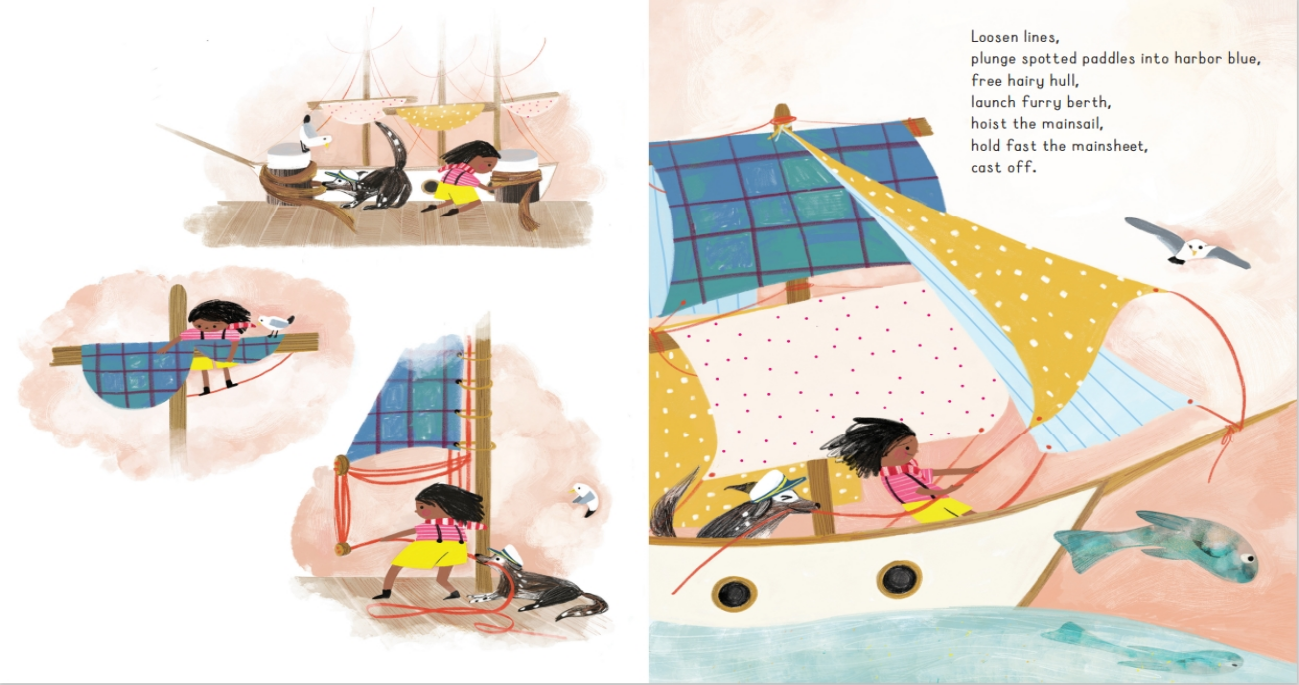 Loosen lines,
plunge spotted paddles into harbor blue,
free hairy hull,
launch furry berth,
hoist the mainsail,
hold fast the mainsheet,
cast off.